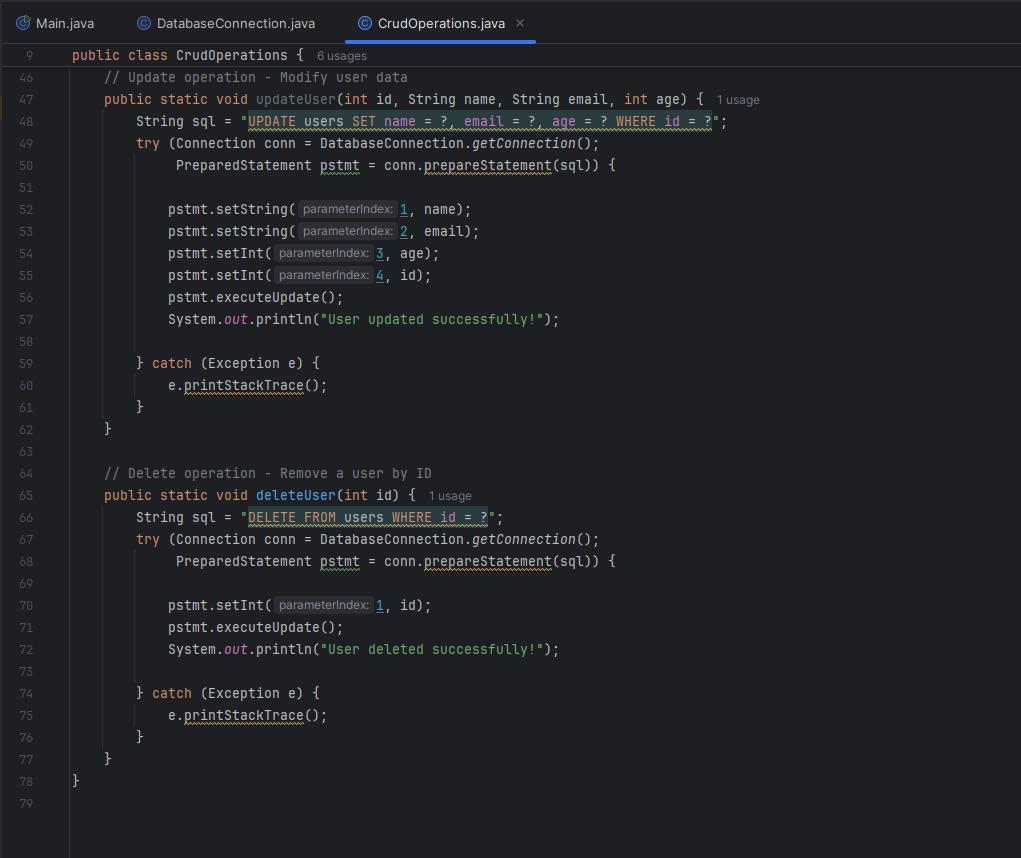 Main.java DatabaseConnection.java CrudOperations.java ×
9 public class CrudOperations { 6 usages
46 // Update operation - Modify user data
47 public static void updateUser(int id, String name, String email, int age) { 1 usage
48 String sql = "UPDATE users SET name = ?, email = ?, age = ? WHERE id = ?";
49 try (Connection conn = DatabaseConnection.getConnection();
50 PreparedStatement pstmt = conn.prepareStatement(sql)) {
51
52 pstmt.setString( parameterIndex: 1, name);
53 pstmt.setString( parameterIndex: 2, email);
54 pstmt.setInt( parameterIndex: 3, age);
55 pstmt.setInt( parameterIndex: 4, id);
56 pstmt.executeUpdate();
57 System.out.println("User updated successfully!");
58
59 } catch (Exception e) {
60 e.printStackTrace();
61 }
62 }
63
64 // Delete operation - Remove a user by ID
65 public static void deleteUser(int id) { 1 usage
66 String sql = "DELETE FROM users WHERE id = ?";
67 try (Connection conn = DatabaseConnection.getConnection();
68 PreparedStatement pstmt = conn.prepareStatement(sql)) {
69
70 pstmt.setInt( parameterIndex: 1, id);
71 pstmt.executeUpdate();
72 System.out.println("User deleted successfully!");
73
74 } catch (Exception e) {
75 e.printStackTrace();
76 }
77 }
78 }
79